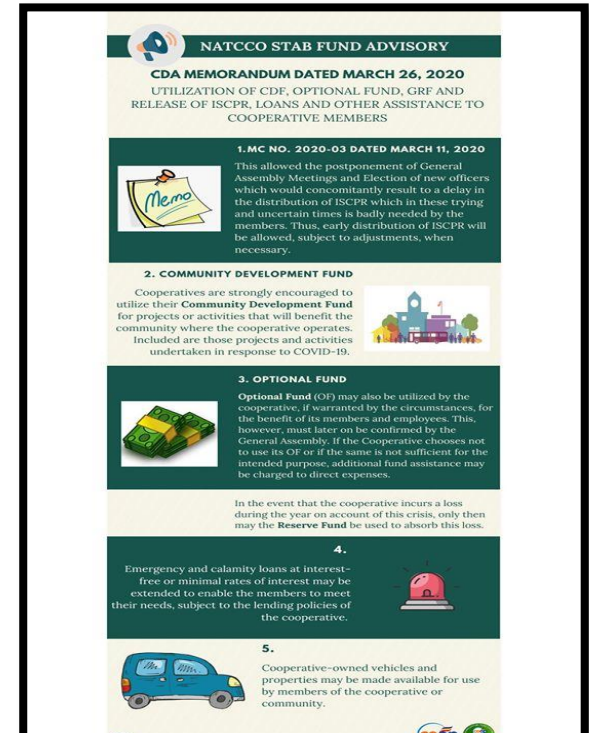 NATCCO STAB FUND ADVISORY
CDA MEMORANDUM DATED MARCH 26, 2020
UTILIZATION OF CDF, OPTIONAL FUND, GRF AND
RELEASE OF ISCPR, LOANS AND OTHER ASSISTANCE TO
COOPERATIVE MEMBERS
1.MC NO. 2020-03 DATED MARCH 11, 2020
Memo
This allowed the postponement of General
Assembly Meetings and Election of new officers
which would concomitantly result to a delay in
the distribution of ISCPR which in these trying
and uncertain times is badly needed by the
members. Thus, early distribution of ISCPR will
be allowed, subject to adjustments, when
necessary.
2. COMMUNITY DEVELOPMENT FUND
Cooperatives are strongly encouraged to
utilize their Community Development Fund
for projects or activities that will benefit the
community where the cooperative operates.
Included are those projects and activities
undertaken in response to COVID-19.
3. OPTIONAL FUND
Optional Fund (OF) may also be utilized by the
cooperative, if warranted by the circumstances, for
the benefit of its members and employees. This,
however, must later on be confirmed by the
General Assembly. If the Cooperative chooses not
to use its OF or if the same is not sufficient for the
intended purpose, additional fund assistance may
be charged to direct expenses.
In the event that the cooperative incurs a loss
during the year on account of this crisis, only then
may the Reserve Fund be used to absorb this loss.
4.
Emergency and calamity loans at interest-
free or minimal rates of interest may be
extended to enable the members to meet
their needs, subject to the lending policies of
the cooperative.
5.
Cooperative-owned vehicles and
properties may be made available for use
by members of the cooperative or
community.